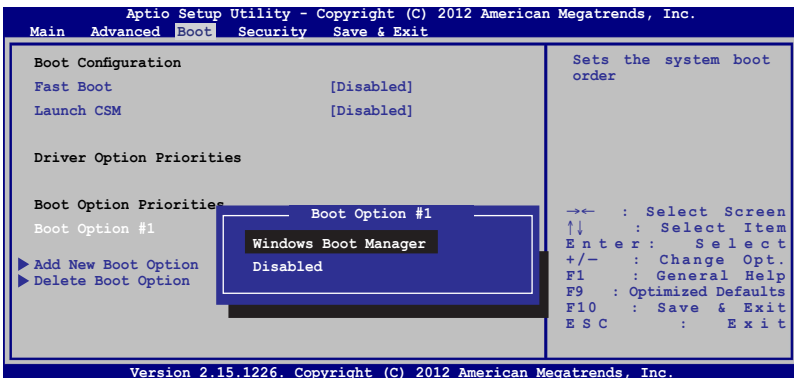 Aptio Setup Utility - Copyright (C) 2012 American Megatrends, Inc.
Main Advanced Boot Security Save & Exit
Boot Configuration
Fast Boot [Disabled]
Launch CSM [Disabled]
Driver Option Priorities
Boot Option Priorities
Boot Option #1
▶ Add New Boot Option
▶ Delete Boot Option
Boot Option #1
Windows Boot Manager
Disabled
Sets the system boot
order
→← : Select Screen
↑↓ : Select Item
Enter: Select
+/— : Change Opt.
F1 : General Help
F9 : Optimized Defaults
F10 : Save & Exit
ESC : Exit
Version 2.15.1226. Copyright (C) 2012 American Megatrends, Inc.